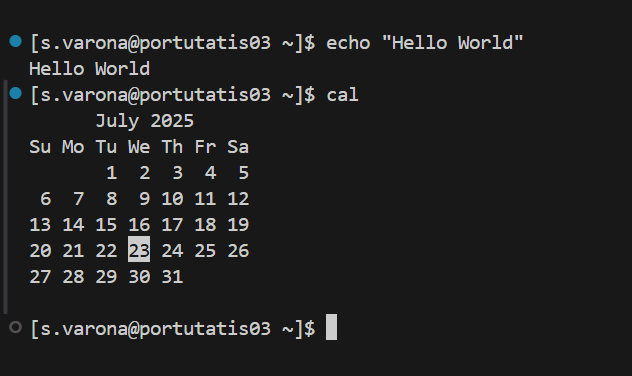 [s.varona@portutatis03 ~]$ echo "Hello World"
Hello World
[s.varona@portutatis03 ~]$ cal
      July 2025
Su Mo Tu We Th Fr Sa
       1  2  3  4  5
 6  7  8  9 10 11 12
13 14 15 16 17 18 19
20 21 22 23 24 25 26
27 28 29 30 31
[s.varona@portutatis03 ~]$